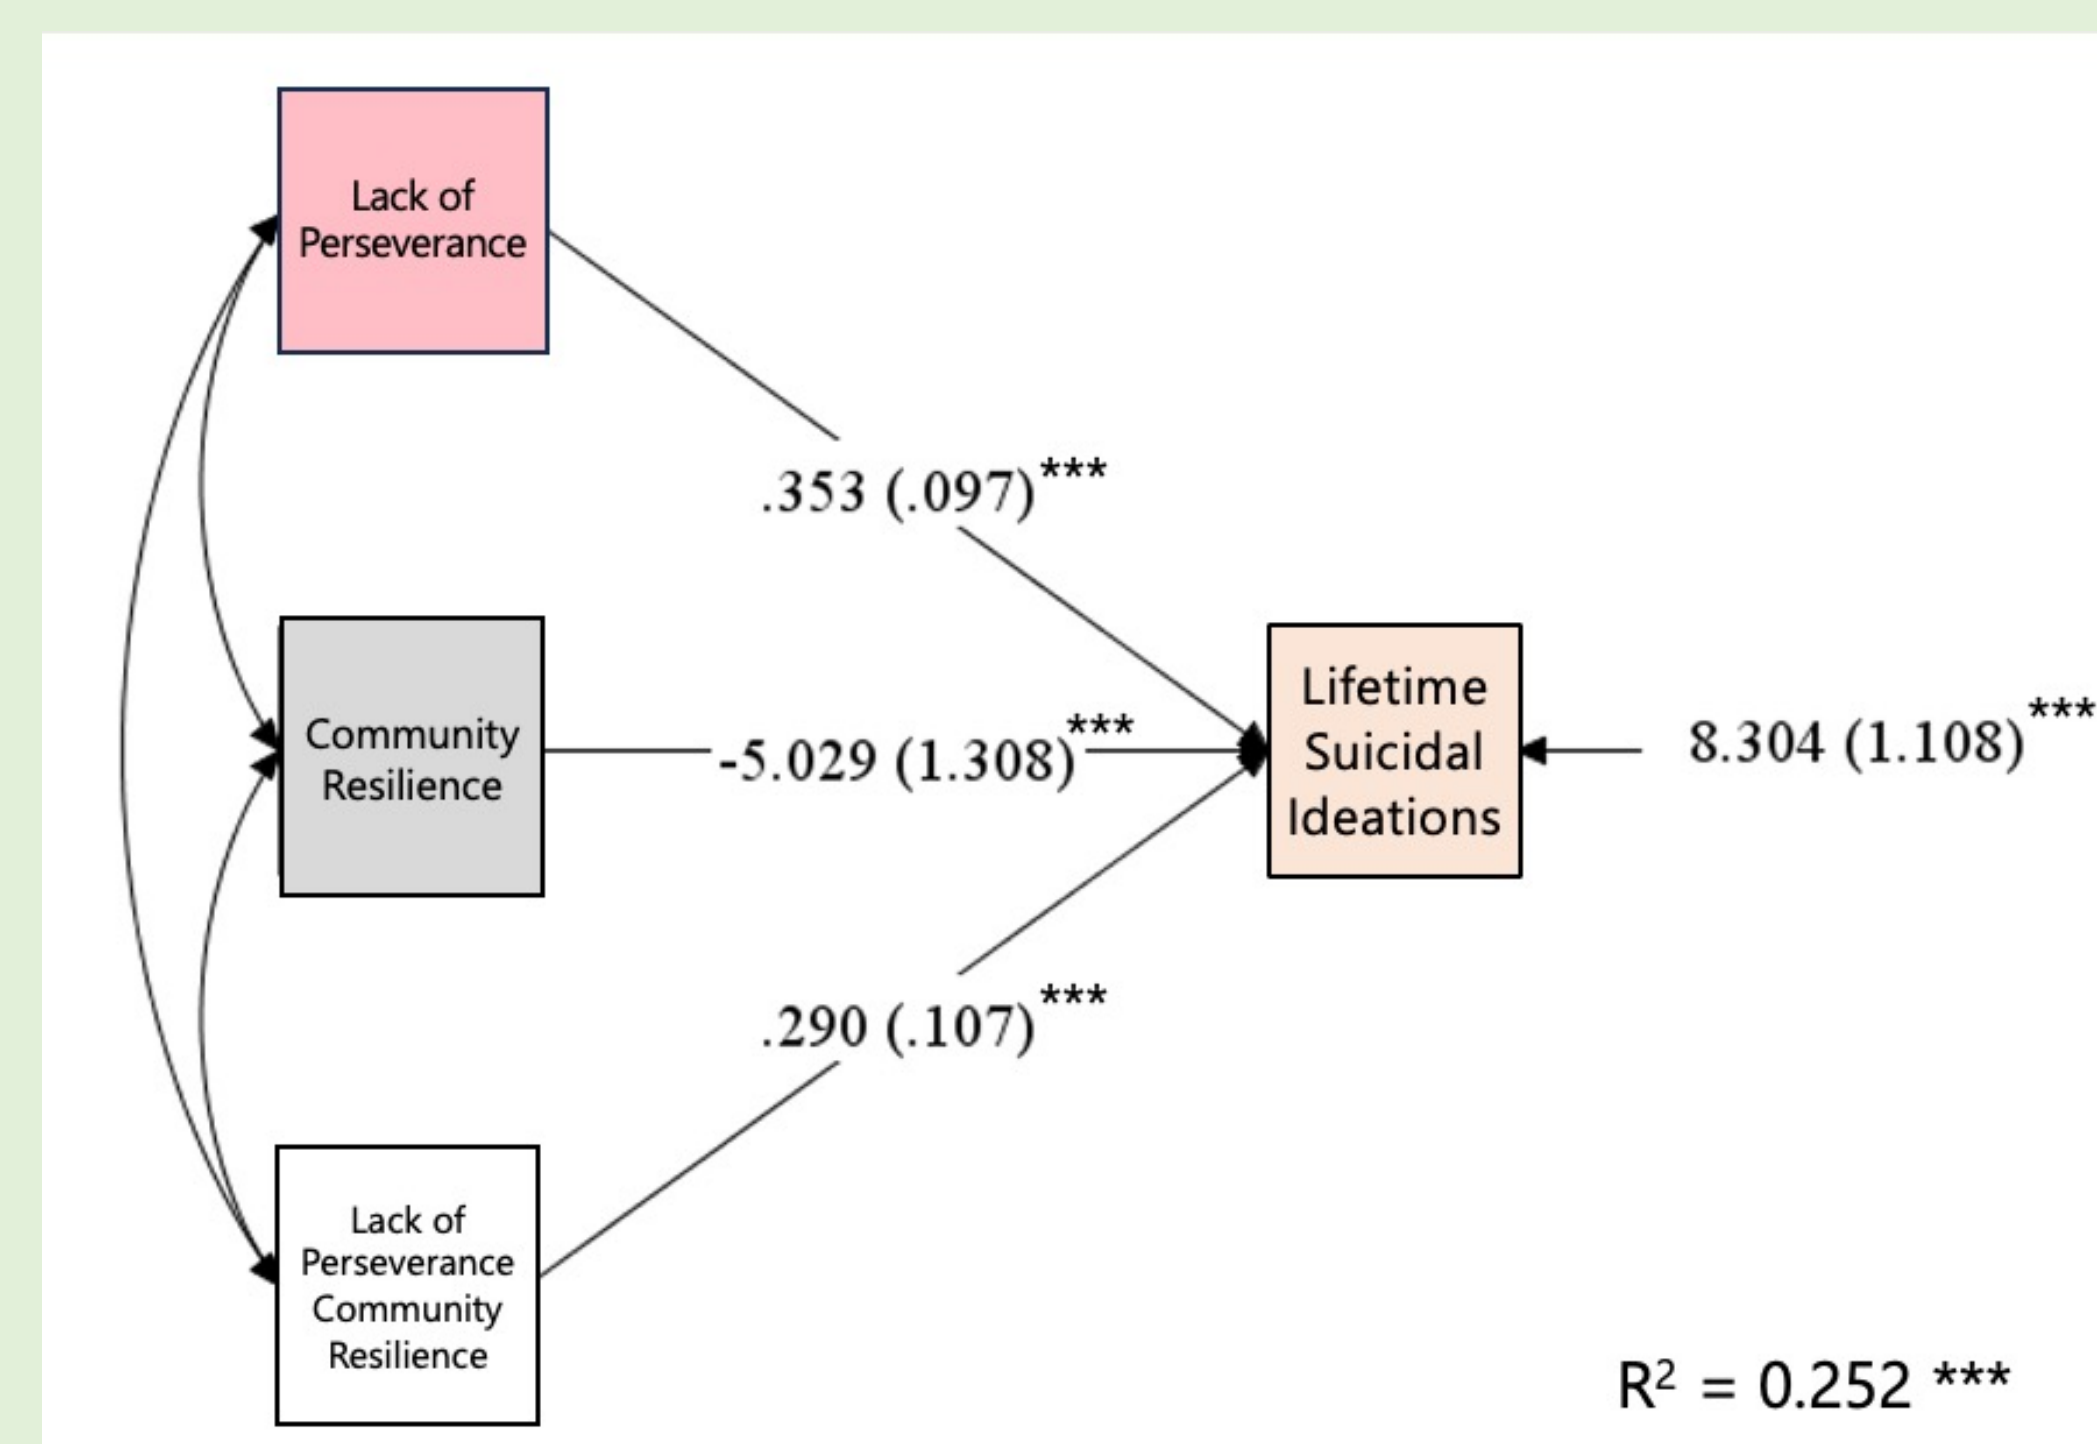 Lack of
Perseverance
.353 (.097)***
Community
Resilience
-5.029 (1.308)***
Lifetime
Suicidal
Ideations
8.304 (1.108)***
.290 (.107)***
Lack of
Perseverance
Community
Resilience
R² = 0.252 ***